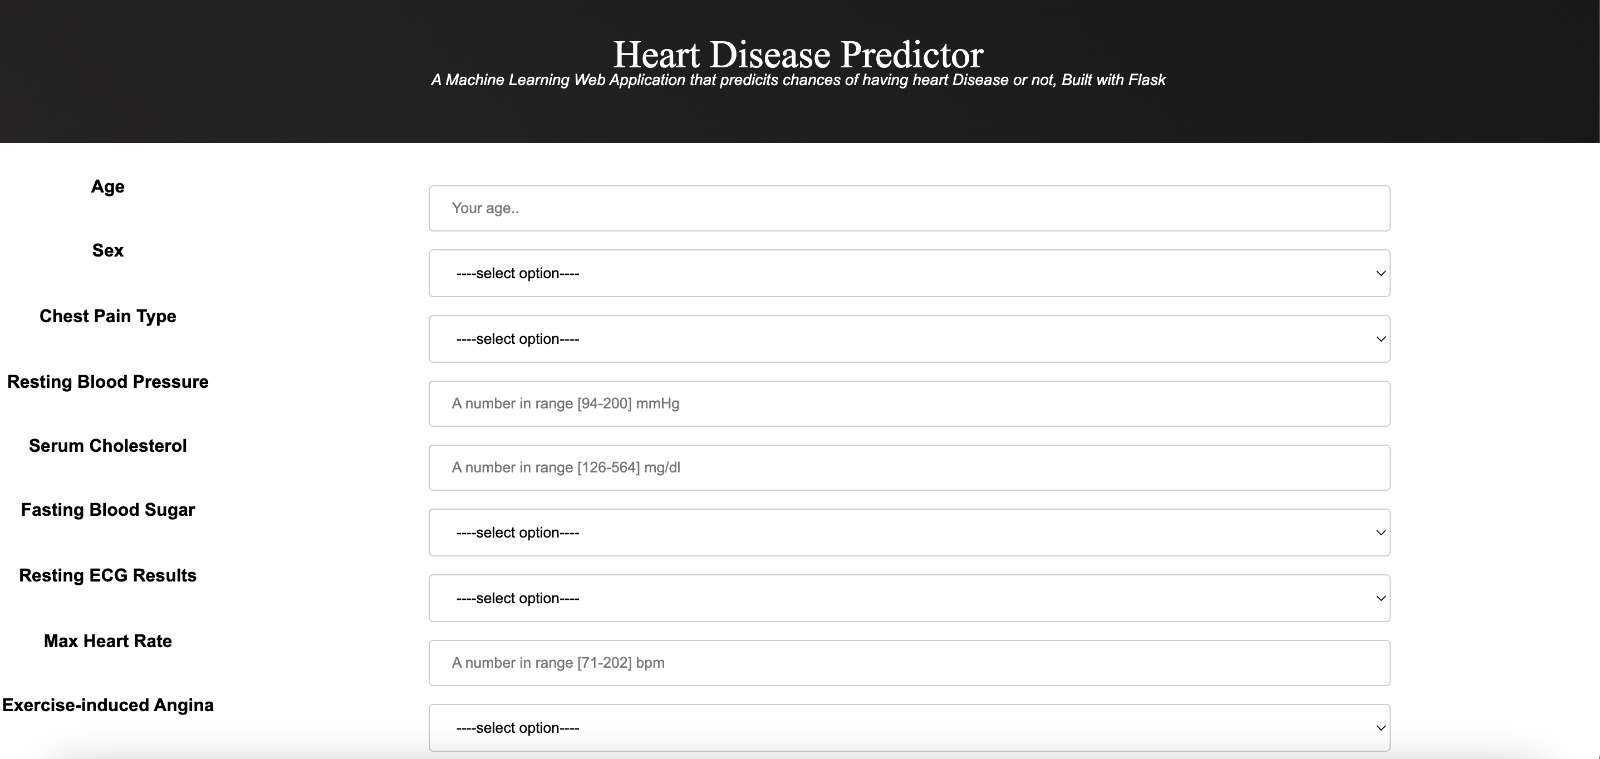 Heart Disease Predictor
A Machine Learning Web Application that predicits chances of having heart Disease or not, Built with Flask
Age
Your age..
Sex
----select option----
Chest Pain Type
----select option----
Resting Blood Pressure
A number in range [94-200] mmHg
Serum Cholesterol
A number in range [126-564] mg/dl
Fasting Blood Sugar
----select option----
Resting ECG Results
----select option----
Max Heart Rate
A number in range [71-202] bpm
Exercise-induced Angina
----select option----